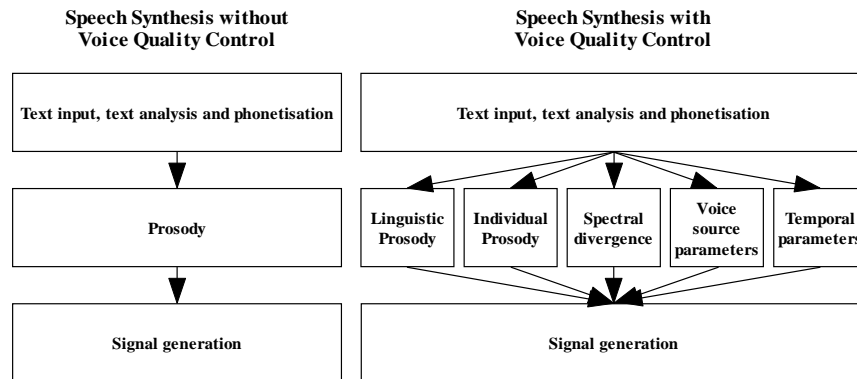 Speech Synthesis without
Voice Quality Control
Text input, text analysis and phonetisation
Prosody
Signal generation
Speech Synthesis with
Voice Quality Control
Text input, text analysis and phonetisation
Linguistic
Prosody
Individual
Prosody
Spectral
divergence
Voice
source
parameters
Temporal
parameters
Signal generation